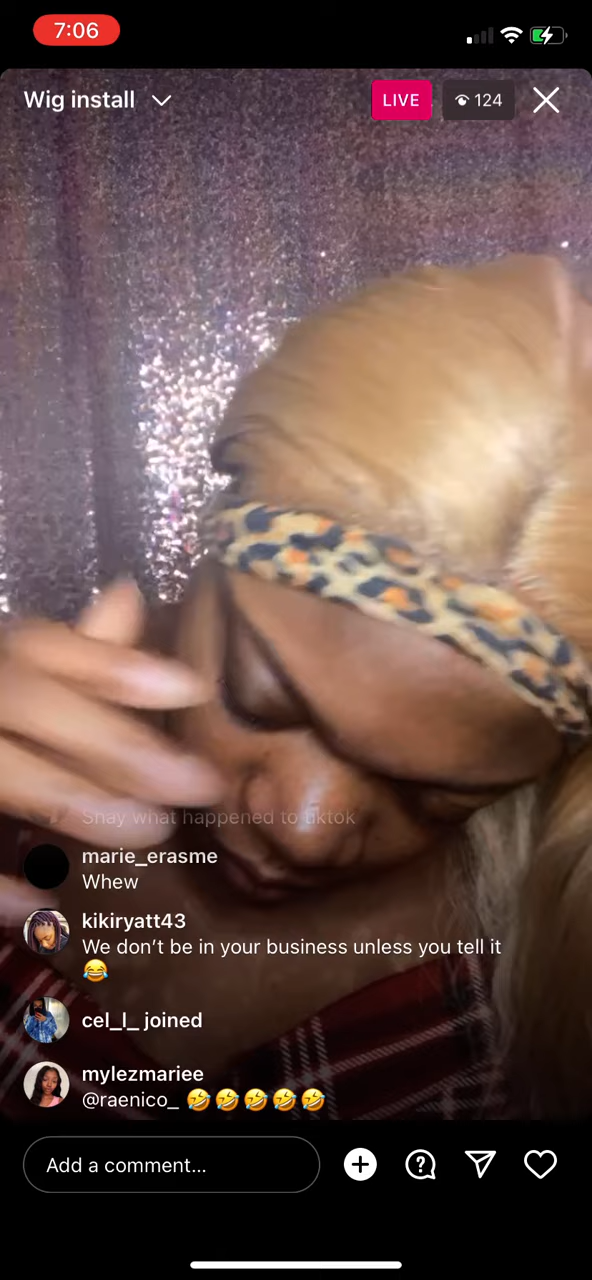 7:06
Wig install
LIVE
124
Shay what happened to tiktok
marie_erasme
Whew
kikiryatt43
We don’t be in your business unless you tell it
😂
cel_l_ joined
mylezmariee
@raenico_ 🤣🤣🤣🤣🤣
Add a comment...